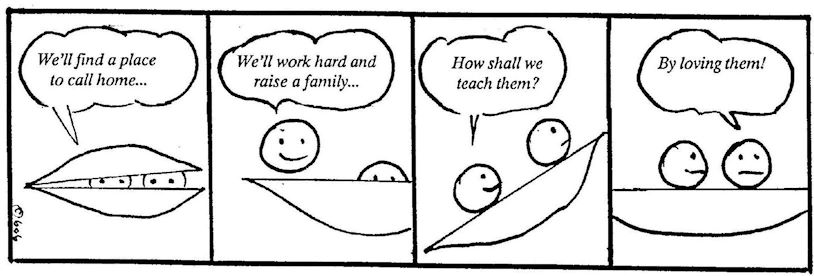 We'll find a place
to call home...
We'll work hard and
raise a family...
How shall we
teach them?
By loving them!